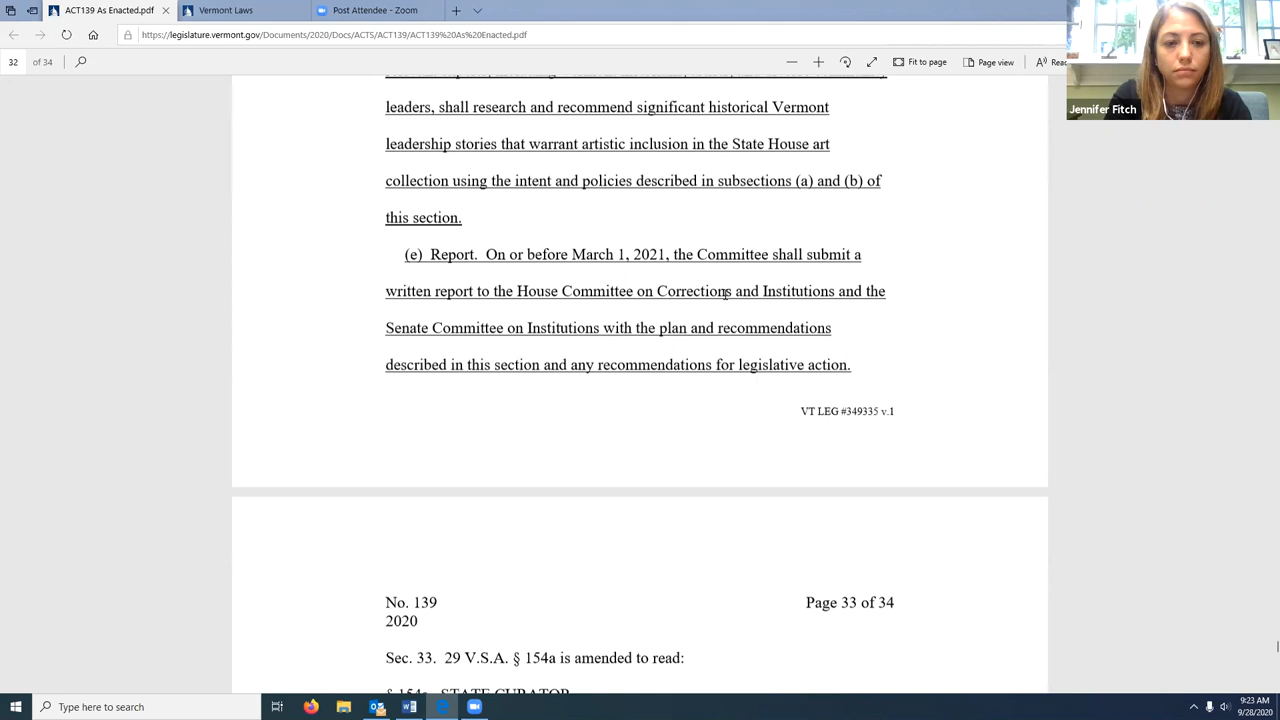 ACT139 As Enacted.pdf
Vermont Laws
Post Attendee - Zoom
https://legislature.vermont.gov/Documents/2020/Docs/ACTS/ACT139/ACT139%20As%20Enacted.pdf
32 of 34
Fit to page
Page view
Rea
Jennifer Fitch
leaders, shall research and recommend significant historical Vermont
leadership stories that warrant artistic inclusion in the State House art
collection using the intent and policies described in subsections (a) and (b) of
this section.
(e) Report. On or before March 1, 2021, the Committee shall submit a
written report to the House Committee on Corrections and Institutions and the
Senate Committee on Institutions with the plan and recommendations
described in this section and any recommendations for legislative action.
VT LEG #349335 v.1
No. 139
Page 33 of 34
2020
Sec. 33. 29 V.S.A. § 154a is amended to read:
§ 154a. STATE CURATOR
Type here to search
9:23 AM
9/28/2020